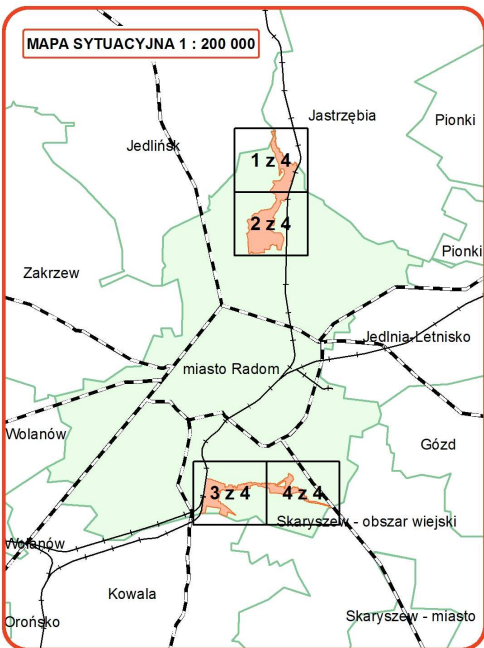 MAPA SYTUACYJNA 1 : 200 000
Jastrzębia
Pionki
Jedlińsk
1 z 4
2 z 4
Pionki
Zakrzew
Jedlnia-Letnisko
miasto Radom
Wolanów
Gózd
3 z 4
4 z 4
Skaryszew - obszar wiejski
Wolanów
Kowala
Skaryszew - miasto
Orońsko